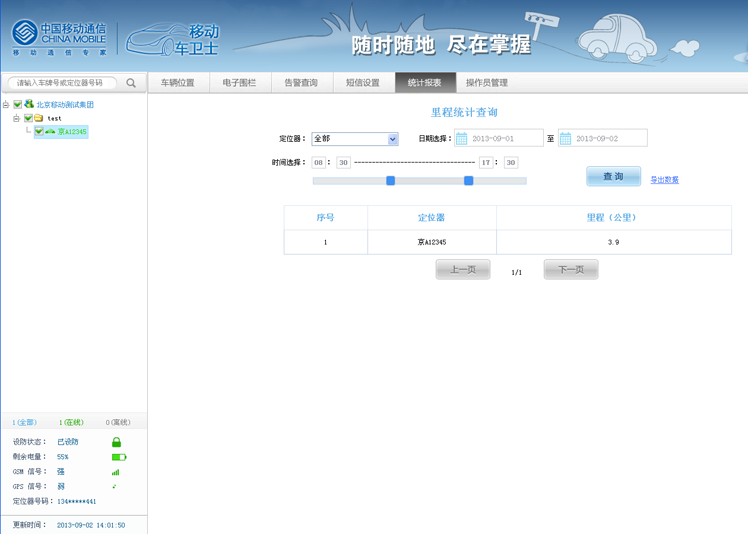 中国移动通信
CHINA MOBILE
移动通信专家
移动
车卫士
随时随地 尽在掌握
请输入车牌号或定位器号码
车辆位置 电子围栏 告警查询 短信设置 统计报表 操作员管理
北京移动测试集团
test
京A12345
里程统计查询
定位器： 全部 日期选择： 2013-09-01 至 2013-09-02
时间选择： 08 ： 30 ---------------------------------- 17 ： 30
查 询 导出数据
序号 定位器 里程（公里）
1 京A12345 3.9
上一页 1/1 下一页
1(全部) 1(在线) 0(离线)
设防状态： 已设防
剩余电量： 55%
GSM 信号： 强
GPS 信号： 弱
定位器号码：134*****441
更新时间： 2013-09-02 14:01:50